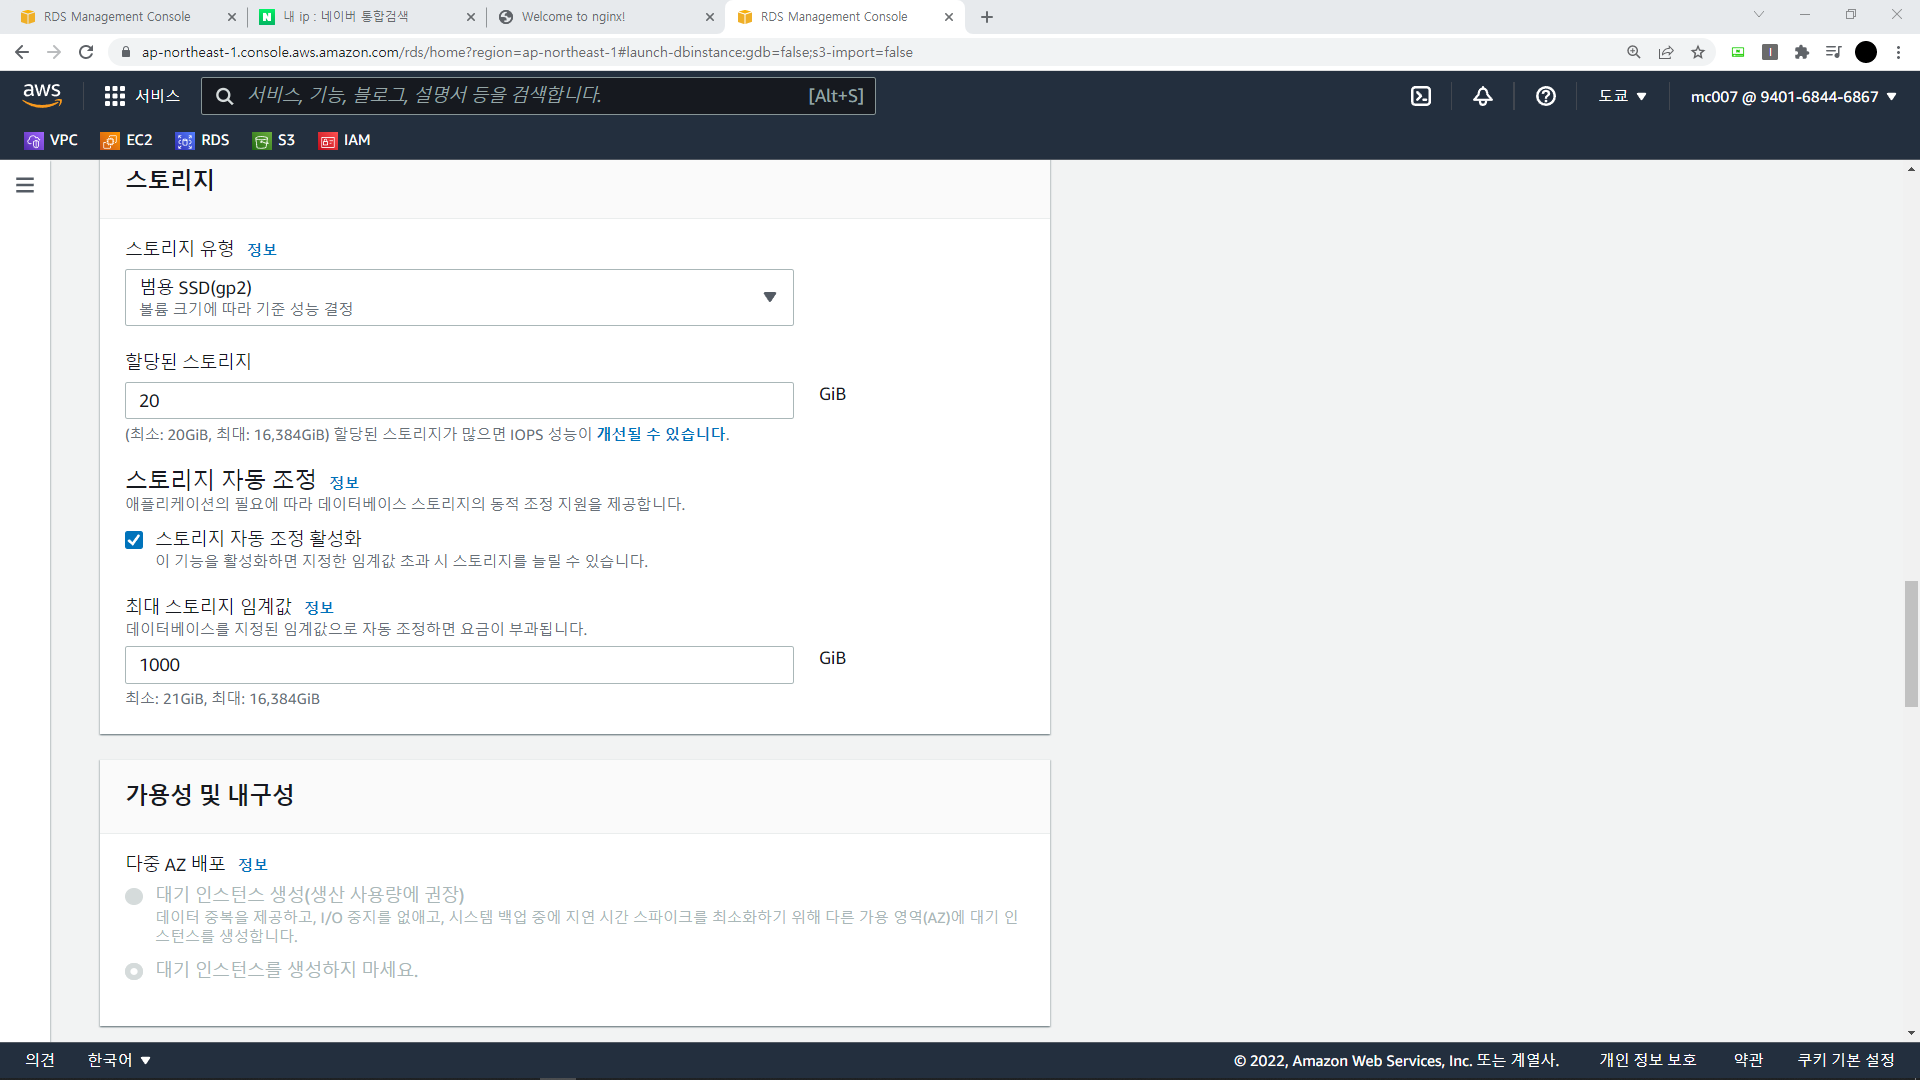 RDS Management Console
내 ip : 네이버 통합검색
Welcome to nginx!
RDS Management Console
ap-northeast-1.console.aws.amazon.com/rds/home?region=ap-northeast-1#launch-dbinstance:gdb=false;s3-import=false
aws
서비스
서비스, 기능, 블로그, 설명서 등을 검색합니다.
[Alt+S]
도쿄
mc007 @ 9401-6844-6867
VPC
EC2
RDS
S3
IAM
스토리지
스토리지 유형 정보
범용 SSD(gp2)
볼륨 크기에 따라 기준 성능 결정
할당된 스토리지
20
GiB
(최소: 20GiB, 최대: 16,384GiB) 할당된 스토리지가 많으면 IOPS 성능이 개선될 수 있습니다.
스토리지 자동 조정 정보
애플리케이션의 필요에 따라 데이터베이스 스토리지의 동적 조정 지원을 제공합니다.
스토리지 자동 조정 활성화
이 기능을 활성화하면 지정한 임계값 초과 시 스토리지를 늘릴 수 있습니다.
최대 스토리지 임계값 정보
데이터베이스를 지정된 임계값으로 자동 조정하면 요금이 부과됩니다.
1000
GiB
최소: 21GiB, 최대: 16,384GiB
가용성 및 내구성
다중 AZ 배포 정보
대기 인스턴스 생성(생산 사용량에 권장)
데이터 중복을 제공하고, I/O 중지를 없애고, 시스템 백업 중에 지연 시간 스파이크를 최소화하기 위해 다른 가용 영역(AZ)에 대기 인
스턴스를 생성합니다.
대기 인스턴스를 생성하지 마세요.
의견
한국어
© 2022, Amazon Web Services, Inc. 또는 계열사.
개인 정보 보호
약관
쿠키 기본 설정